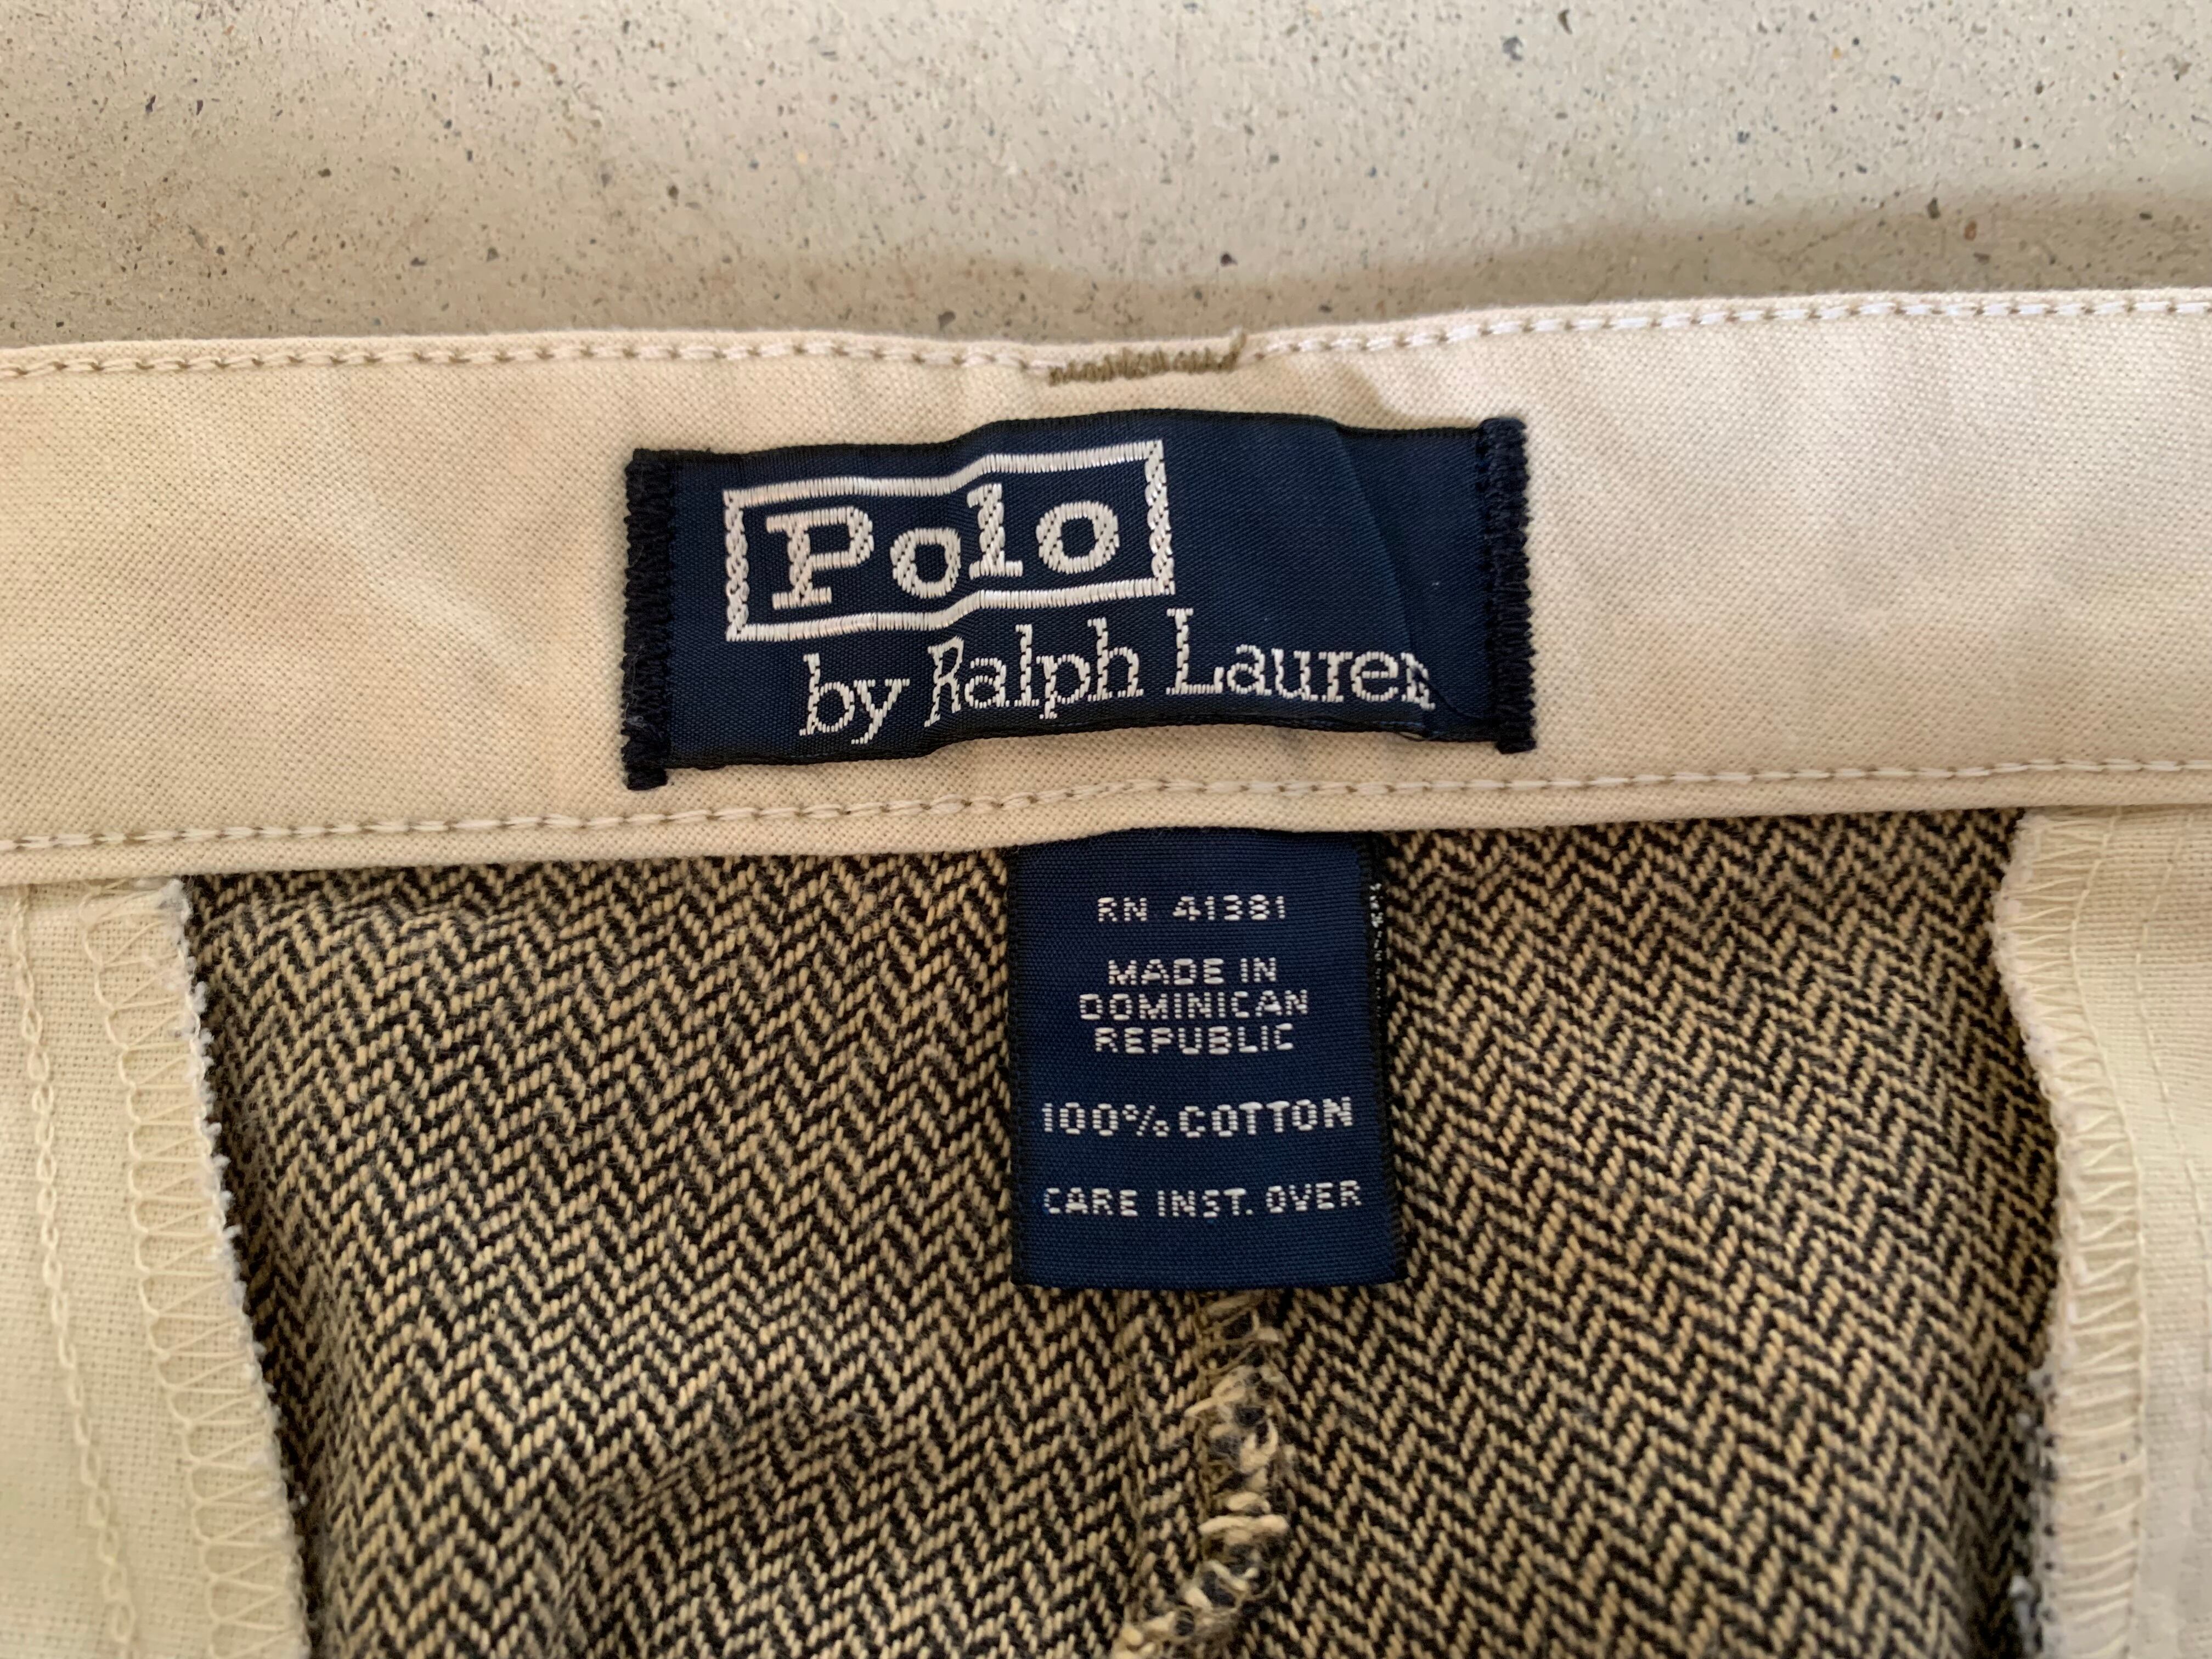 Polo
by Ralph Lauren
RN 41381
MADE IN
DOMINICAN
REPUBLIC
100% COTTON
CARE INST. OVER